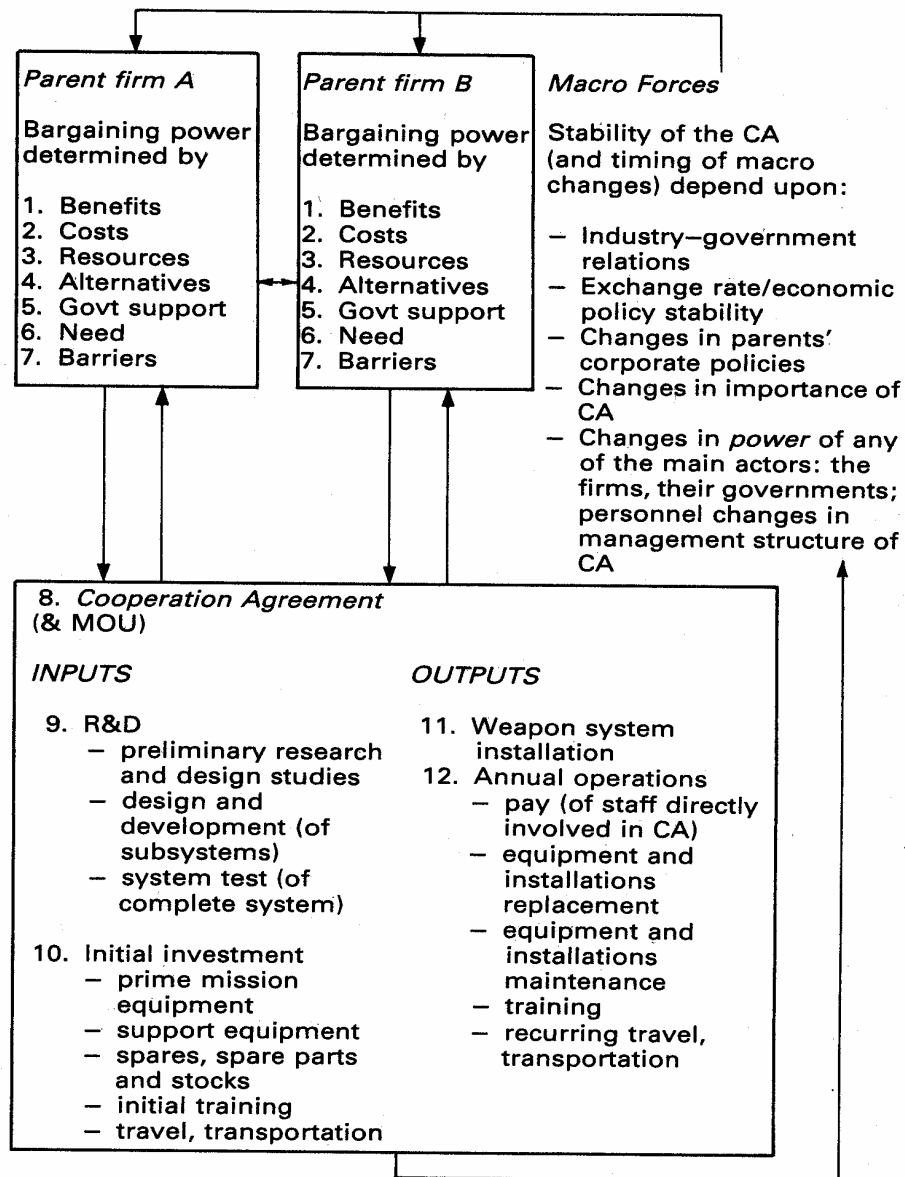 Parent firm A
Bargaining power
determined by
1. Benefits
2. Costs
3. Resources
4. Alternatives
5. Govt support
6. Need
7. Barriers
Parent firm B
Bargaining power
determined by
1. Benefits
2. Costs
3. Resources
4. Alternatives
5. Govt support
6. Need
7. Barriers
Macro Forces
Stability of the CA
(and timing of macro
changes) depend upon:
– Industry–government
relations
– Exchange rate/economic
policy stability
– Changes in parents'
corporate policies
– Changes in importance of
CA
– Changes in power of any
of the main actors: the
firms, their governments;
personnel changes in
management structure of
CA
8. Cooperation Agreement
(& MOU)
INPUTS
9. R&D
– preliminary research
and design studies
– design and
development (of
subsystems)
– system test (of
complete system)
10. Initial investment
– prime mission
equipment
– support equipment
– spares, spare parts
and stocks
– initial training
– travel, transportation
OUTPUTS
11. Weapon system
installation
12. Annual operations
– pay (of staff directly
involved in CA)
– equipment and
installations
replacement
– equipment and
installations
maintenance
– training
– recurring travel,
transportation